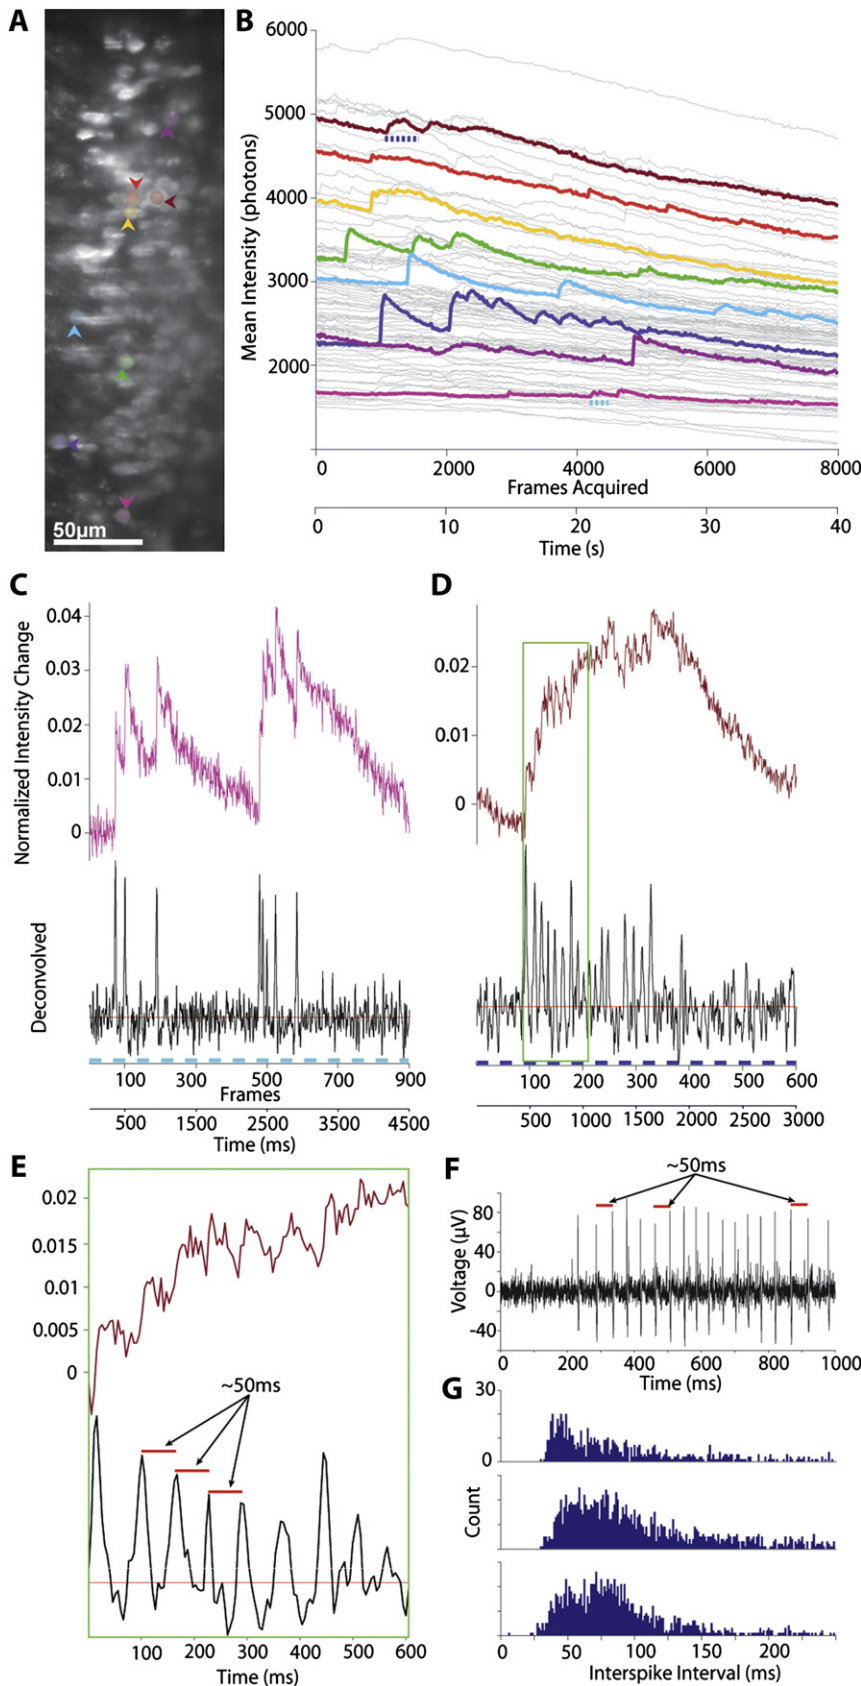 A
50μm
B
6000
5000
4000
3000
2000
Mean Intensity (photons)
0 2000 4000 6000 8000
Frames Acquired
0 10 20 30 40
Time (s)
C
0.04
0.03
0.02
0.01
0
Normalized Intensity Change
Deconvolved
100 300 500 700 900
Frames
500 1500 2500 3500 4500
Time (ms)
D
0.02
0.01
0
100 200 300 400 500 600
500 1000 1500 2000 2500 3000
E
0.02
0.015
0.01
0.005
0
~50ms
100 200 300 400 500 600
Time (ms)
F
~50ms
80
40
0
-40
Voltage (μV)
0 200 400 600 800 1000
Time (ms)
G
30
0
Count
0 50 100 150 200
Interspike Interval (ms)